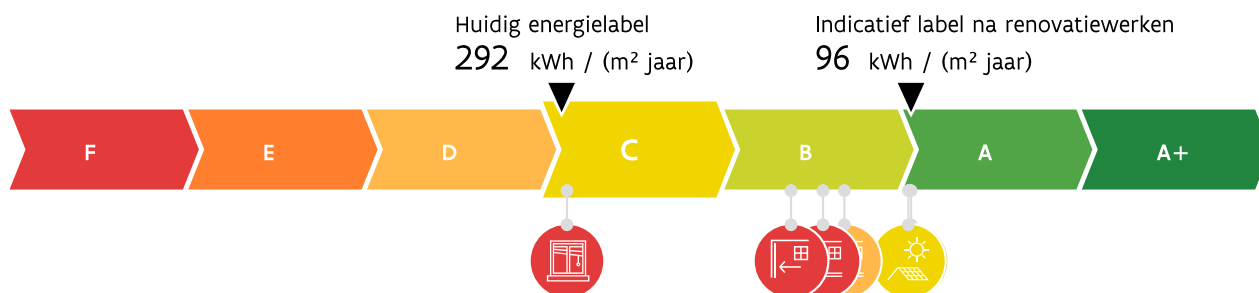 Huidig energielabel
292 kWh / (m² jaar)
Indicatief label na renovatiewerken
96 kWh / (m² jaar)
F E D C B A A+